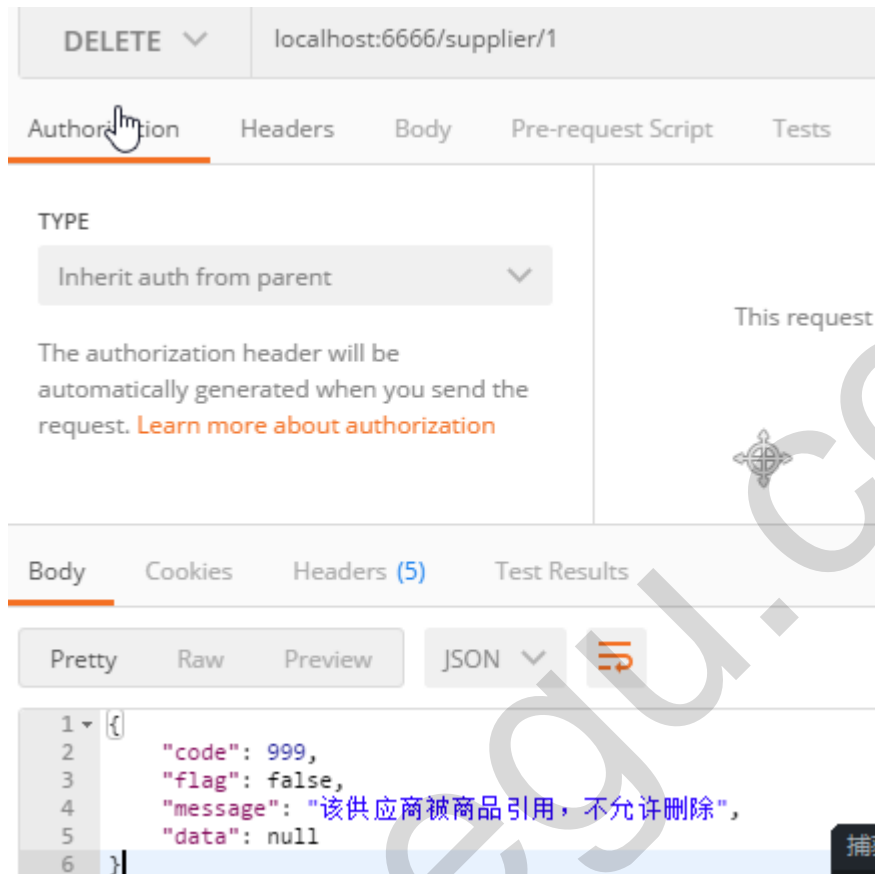 DELETE localhost:6666/supplier/1
Authorization Headers Body Pre-request Script Tests
TYPE
Inherit auth from parent
This request
The authorization header will be
automatically generated when you send the
request. Learn more about authorization
Body Cookies Headers (5) Test Results
Pretty Raw Preview JSON
1 {
2 "code": 999,
3 "flag": false,
4 "message": "该供应商被商品引用，不允许删除",
5 "data": null
6 }